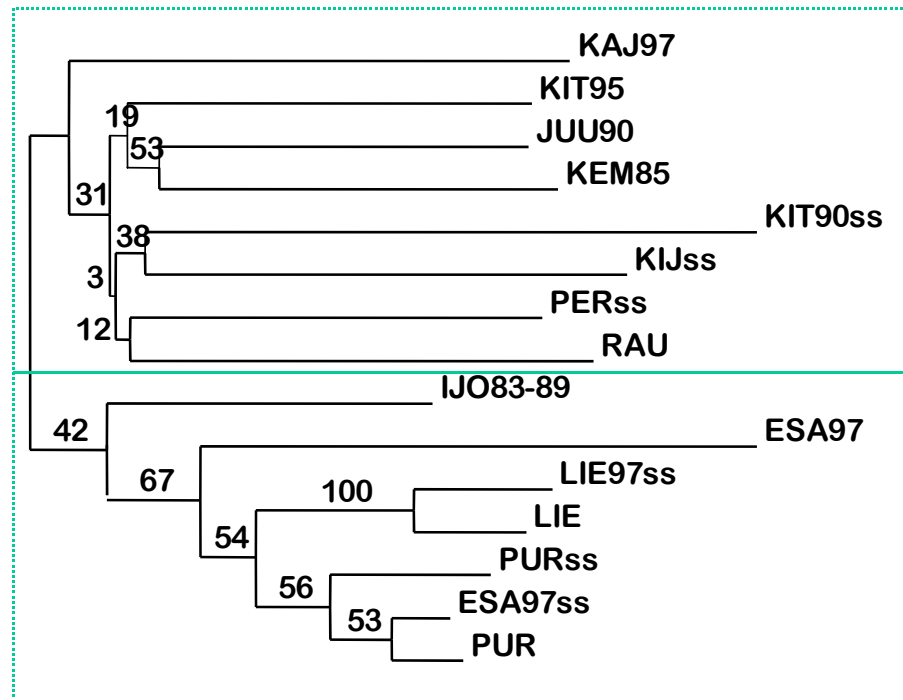 KAJ97
KIT95
19
JUU90
53
KEM85
31
KIT90ss
38
KIJss
3
PERss
12
RAU
IJO83-89
42
ESA97
67
LIE97ss
100
LIE
54
PURss
56
ESA97ss
53
PUR